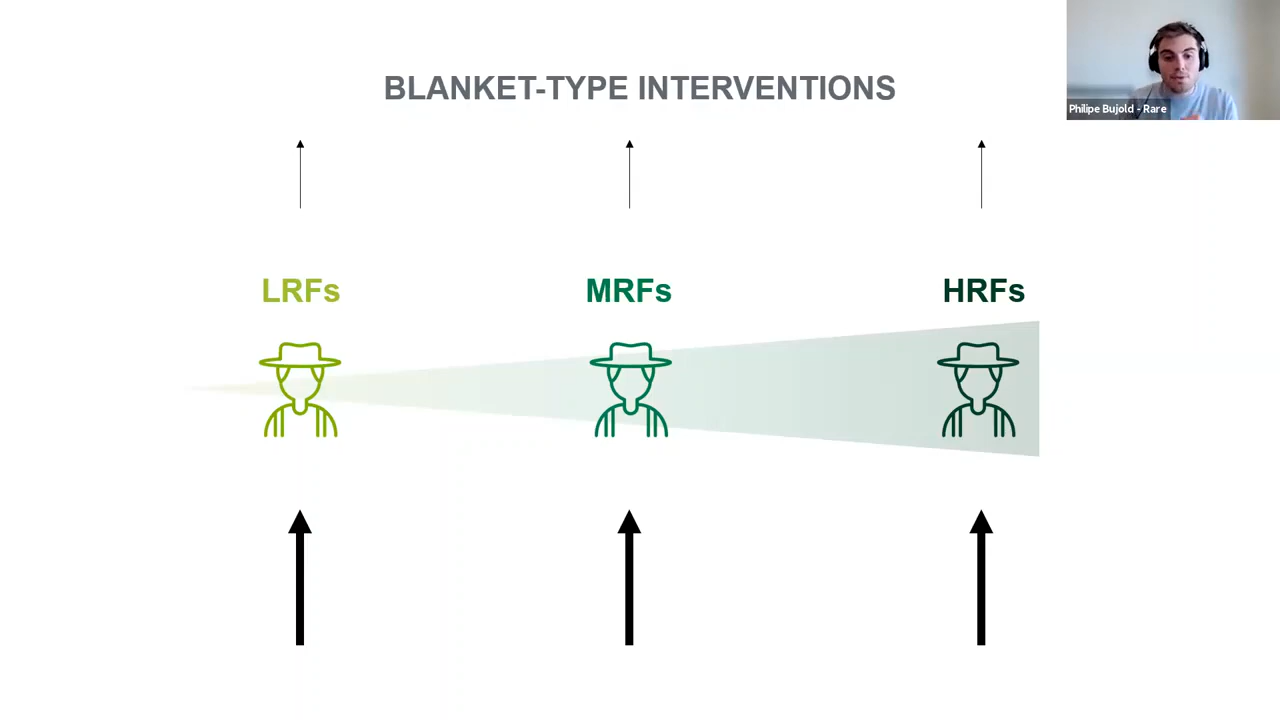 BLANKET-TYPE INTERVENTIONS
Philipe Bujold - Rare
LRFs
MRFs
HRFs